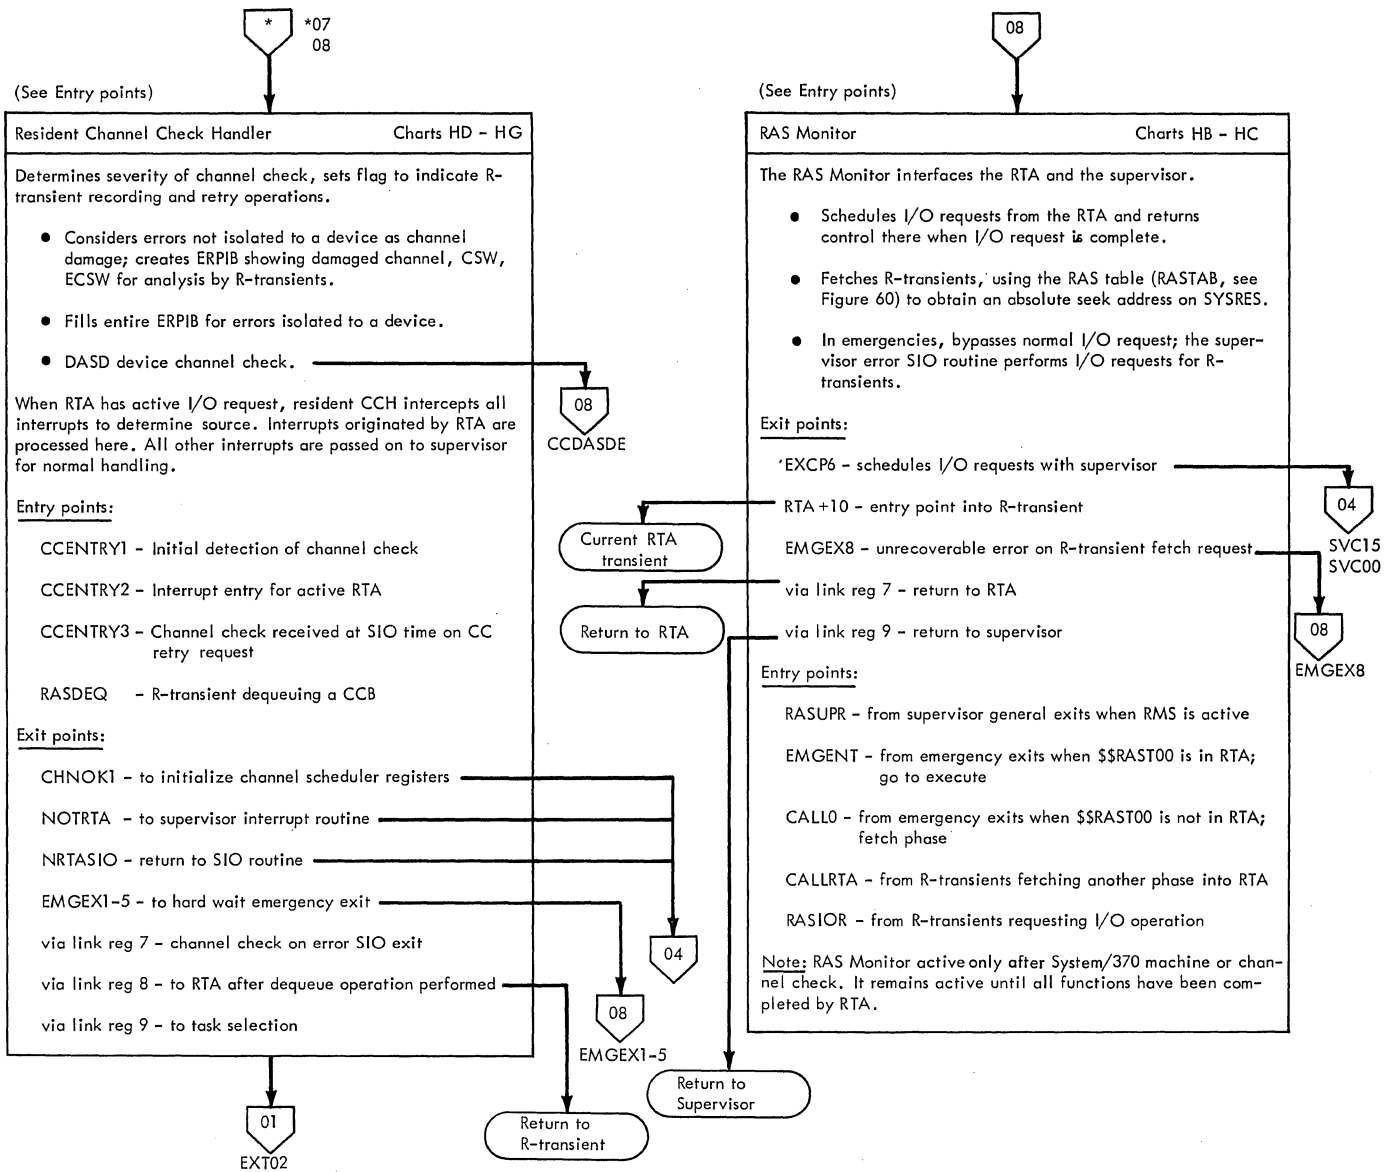 *
*07
08
(See Entry points)
Resident Channel Check Handler Charts HD - HG
Determines severity of channel check, sets flag to indicate R-
transient recording and retry operations.
● Considers errors not isolated to a device as channel
damage; creates ERPIB showing damaged channel, CSW,
ECSW for analysis by R-transients.
● Fills entire ERPIB for errors isolated to a device.
● DASD device channel check.
08
CCDASDE
When RTA has active I/O request, resident CCH intercepts all
interrupts to determine source. Interrupts originated by RTA are
processed here. All other interrupts are passed on to supervisor
for normal handling.
Entry points:
CCENTRY1 - Initial detection of channel check
CCENTRY2 - Interrupt entry for active RTA
CCENTRY3 - Channel check received at SIO time on CC
retry request
RASDEQ - R-transient dequeuing a CCB
Exit points:
CHNOK1 - to initialize channel scheduler registers
NOTRTA - to supervisor interrupt routine
NRTASIO - return to SIO routine
EMGEX1-5 - to hard wait emergency exit
via link reg 7 - channel check on error SIO exit
via link reg 8 - to RTA after dequeue operation performed
via link reg 9 - to task selection
04
08
EMGEX1-5
Return to
R-transient
01
EXT02
08
(See Entry points)
RAS Monitor Charts HB - HC
The RAS Monitor interfaces the RTA and the supervisor.
● Schedules I/O requests from the RTA and returns
control there when I/O request is complete.
● Fetches R-transients, using the RAS table (RASTAB, see
Figure 60) to obtain an absolute seek address on SYSRES.
● In emergencies, bypasses normal I/O request; the super-
visor error SIO routine performs I/O requests for R-
transients.
Exit points:
EXCP6 - schedules I/O requests with supervisor
04
SVC15
SVC00
RTA +10 - entry point into R-transient
Current RTA
transient
EMGEX8 - unrecoverable error on R-transient fetch request
08
EMGEX8
via link reg 7 - return to RTA
Return to RTA
via link reg 9 - return to supervisor
Return to
Supervisor
Entry points:
RASUPR - from supervisor general exits when RMS is active
EMGENT - from emergency exits when $$RAST00 is in RTA;
go to execute
CALL0 - from emergency exits when $$RAST00 is not in RTA;
fetch phase
CALLRTA - from R-transients fetching another phase into RTA
RASIOR - from R-transients requesting I/O operation
Note: RAS Monitor active only after System/370 machine or chan-
nel check. It remains active until all functions have been com-
pleted by RTA.